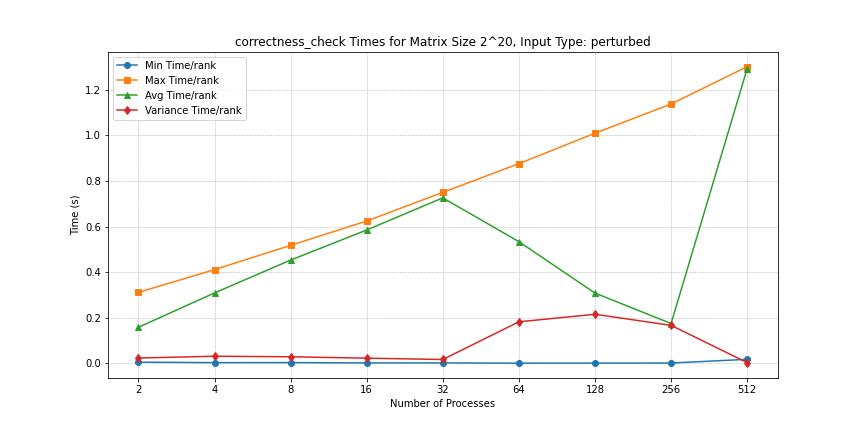 correctness_check Times for Matrix Size 2^20, Input Type: perturbed
Min Time/rank
Max Time/rank
Avg Time/rank
Variance Time/rank
Time (s)
1.2
1.0
0.8
0.6
0.4
0.2
0.0
2 4 8 16 32 64 128 256 512
Number of Processes